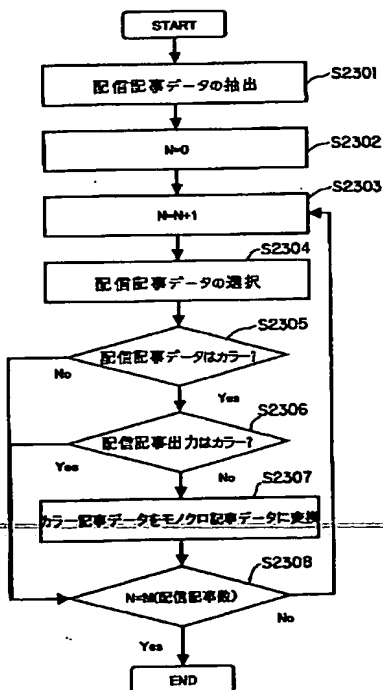 START
配信記事データの抽出
S2301
N=0
S2302
N=N+1
S2303
S2304
配信記事データの選択
S2305
配信記事データはカラー?
No
Yes
S2306
配信記事出力はカラー?
Yes
No
S2307
カラー記事データをモノクロ記事データに変換
S2308
N=M(配信記事数)
No
Yes
END